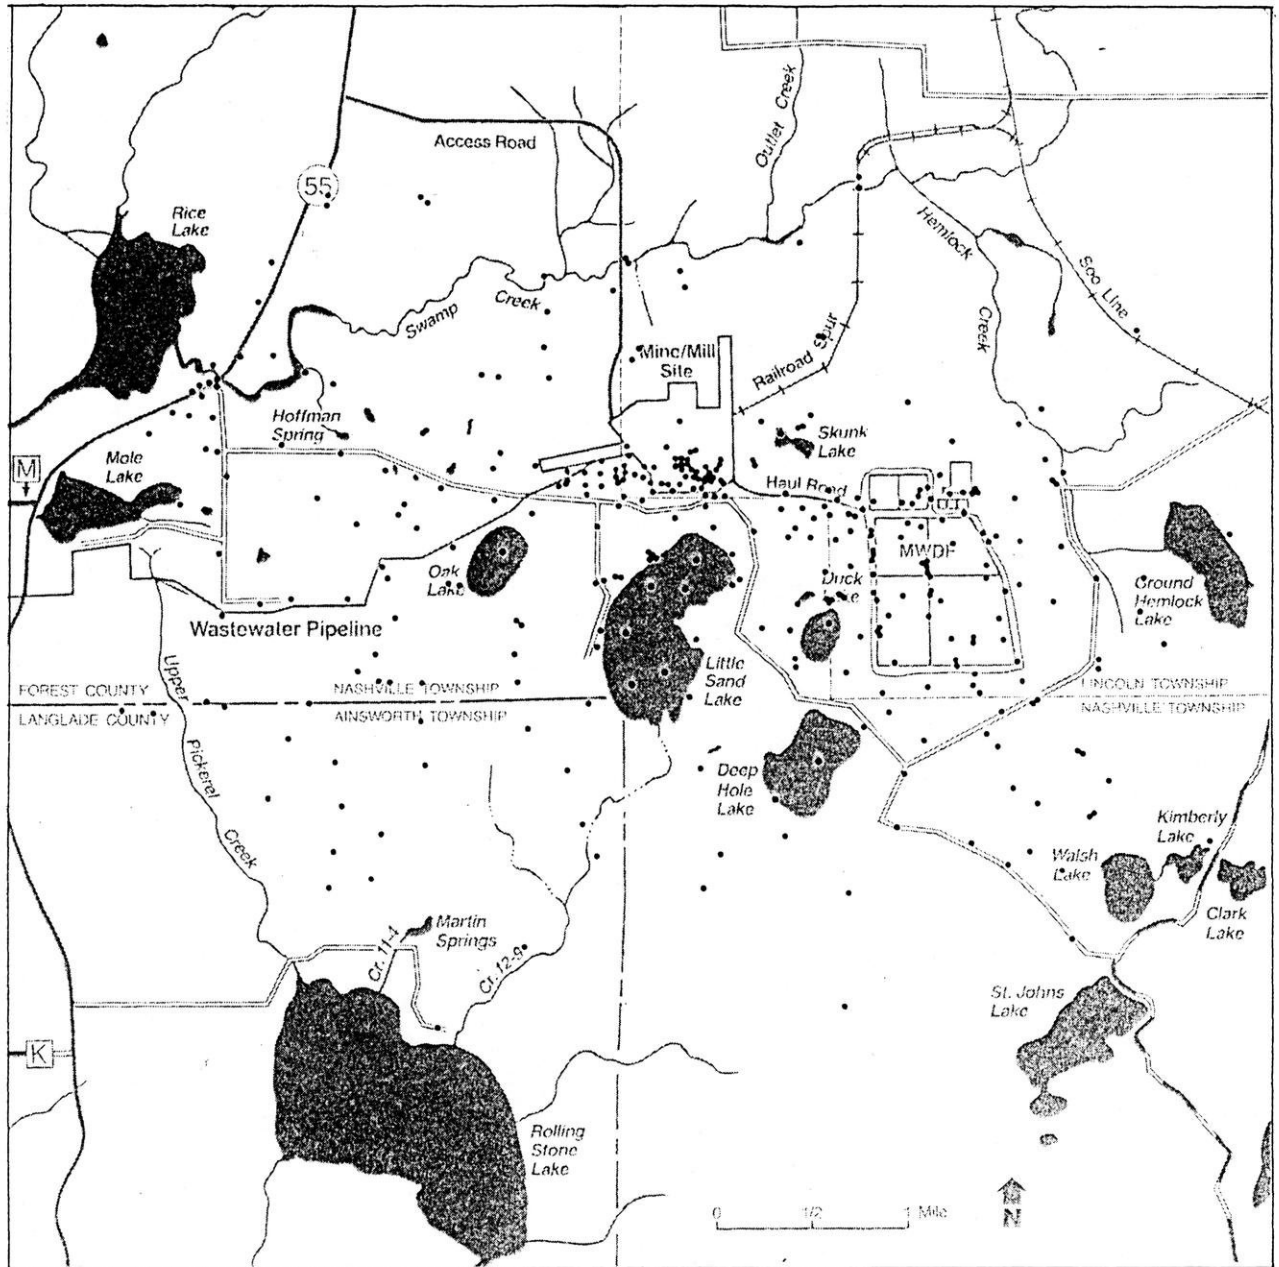 Access Road
Outlet Creek
55
Rice
Lake
Hemlock
Creek
Soo Line
Swamp
Creek
Railroad Spur
Mine/Mill
Site
Hoffman
Spring
Skunk
Lake
M
Mole
Lake
Haul Road
MWDF
Oak
Lake
Duck
Lake
Ground
Hemlock
Lake
Wastewater Pipeline
Upper
Pickerel
Creek
Little
Sand
Lake
FOREST COUNTY
LANGLADE COUNTY
NASHVILLE TOWNSHIP
AINSWORTH TOWNSHIP
LINCOLN TOWNSHIP
NASHVILLE TOWNSHIP
Deep
Hole
Lake
Kimberly
Lake
Walsh
Lake
Clark
Lake
Martin
Springs
Cr. 11-4
Cr. 12-9
St. Johns
Lake
K
Rolling
Stone
Lake
0 1/2 1 Mile
N